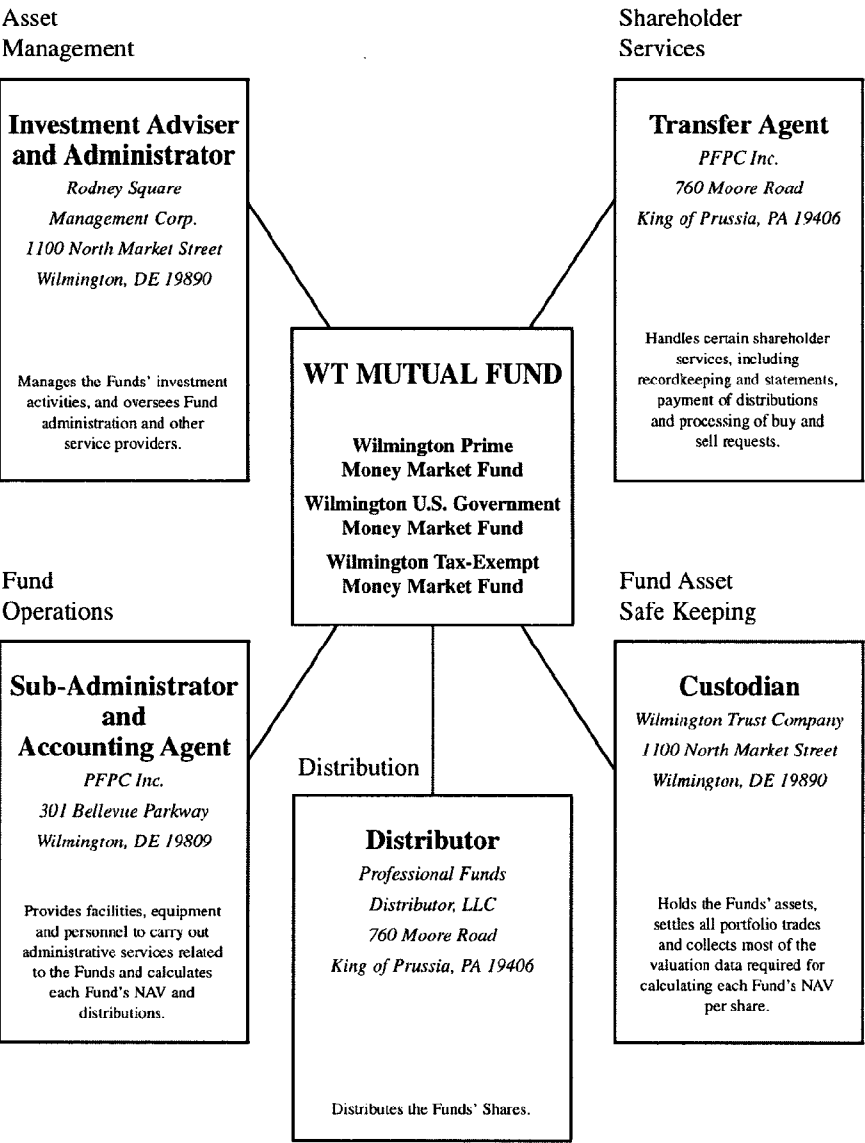 Asset
Management
Investment Adviser
and Administrator
Rodney Square
Management Corp.
1100 North Market Street
Wilmington, DE 19890
Manages the Funds' investment
activities, and oversees Fund
administration and other
service providers.
Shareholder
Services
Transfer Agent
PFPC Inc.
760 Moore Road
King of Prussia, PA 19406
Handles certain shareholder
services, including
recordkeeping and statements,
payment of distributions
and processing of buy and
sell requests.
WT MUTUAL FUND
Wilmington Prime
Money Market Fund
Wilmington U.S. Government
Money Market Fund
Wilmington Tax-Exempt
Money Market Fund
Fund
Operations
Sub-Administrator
and
Accounting Agent
PFPC Inc.
301 Bellevue Parkway
Wilmington, DE 19809
Provides facilities, equipment
and personnel to carry out
administrative services related
to the Funds and calculates
each Fund's NAV and
distributions.
Distribution
Distributor
Professional Funds
Distributor, LLC
760 Moore Road
King of Prussia, PA 19406
Distributes the Funds' Shares.
Fund Asset
Safe Keeping
Custodian
Wilmington Trust Company
1100 North Market Street
Wilmington, DE 19890
Holds the Funds' assets,
settles all portfolio trades
and collects most of the
valuation data required for
calculating each Fund's NAV
per share.